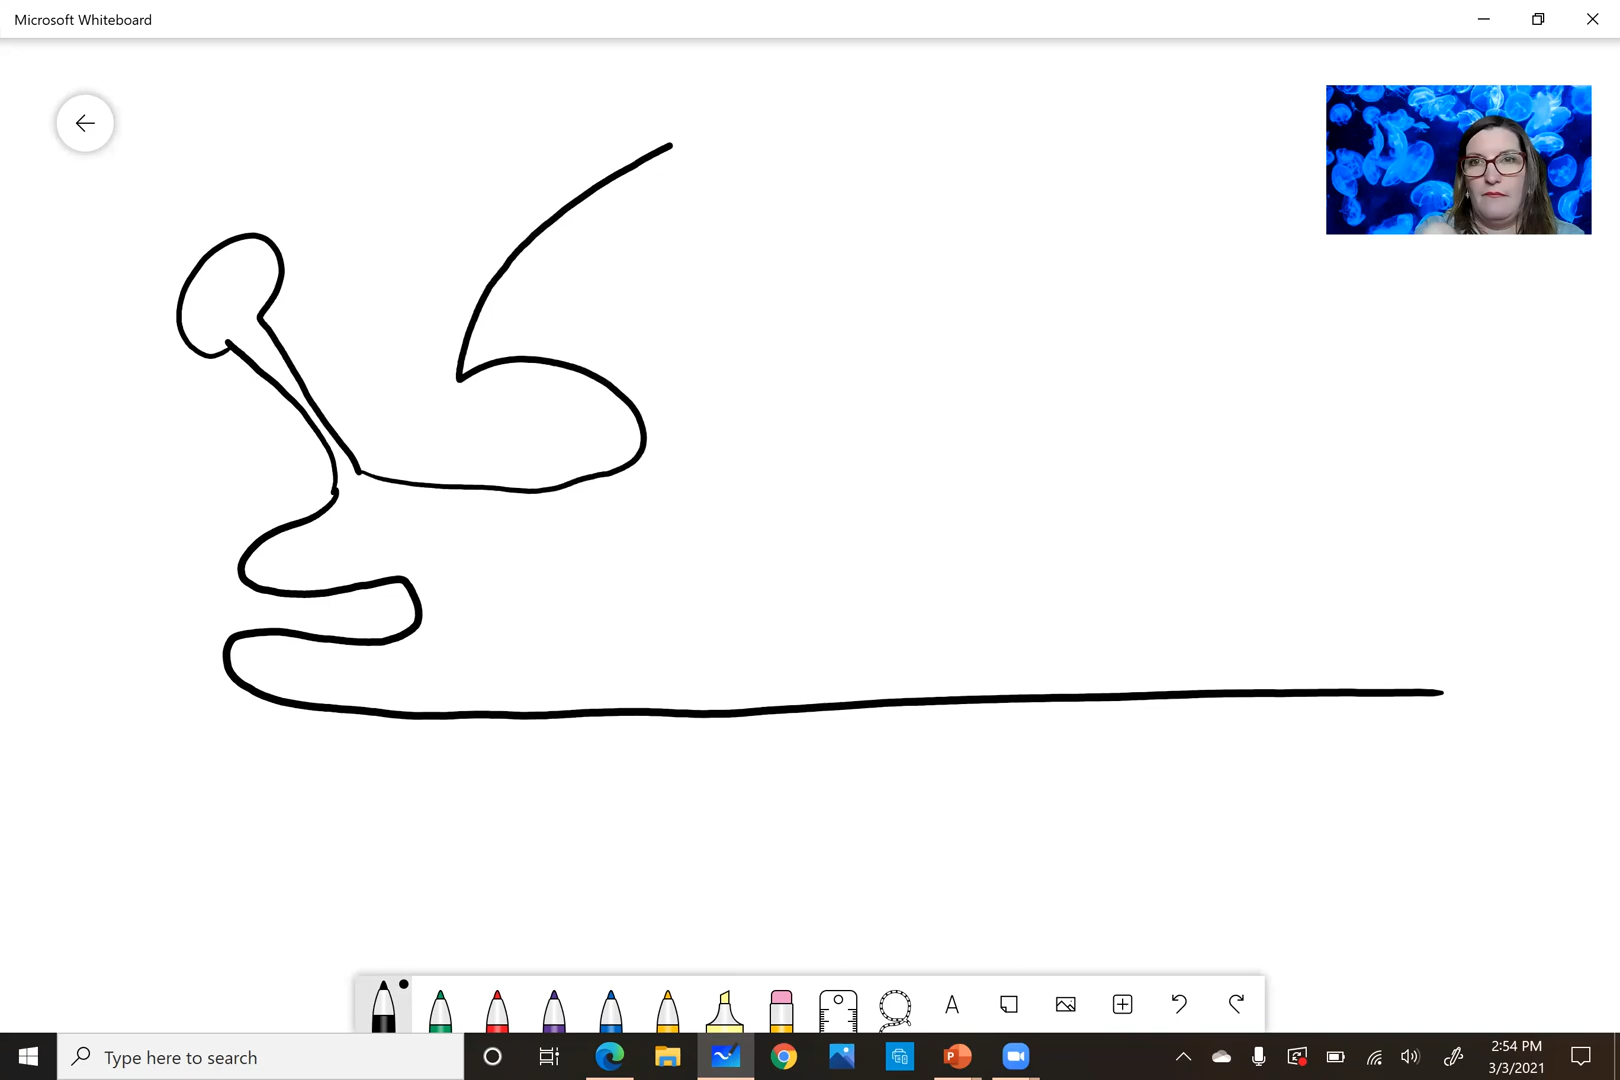 Microsoft Whiteboard
A
Type here to search
2:54 PM
3/3/2021